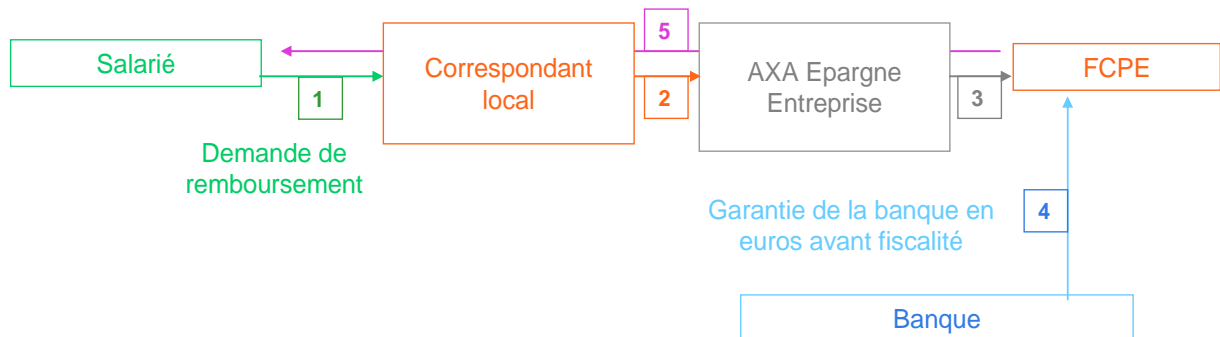 5
Salarié
Correspondant
local
AXA Epargne
Entreprise
FCPE
1
2
3
Demande de
remboursement
Garantie de la banque en
euros avant fiscalité
4
Banque